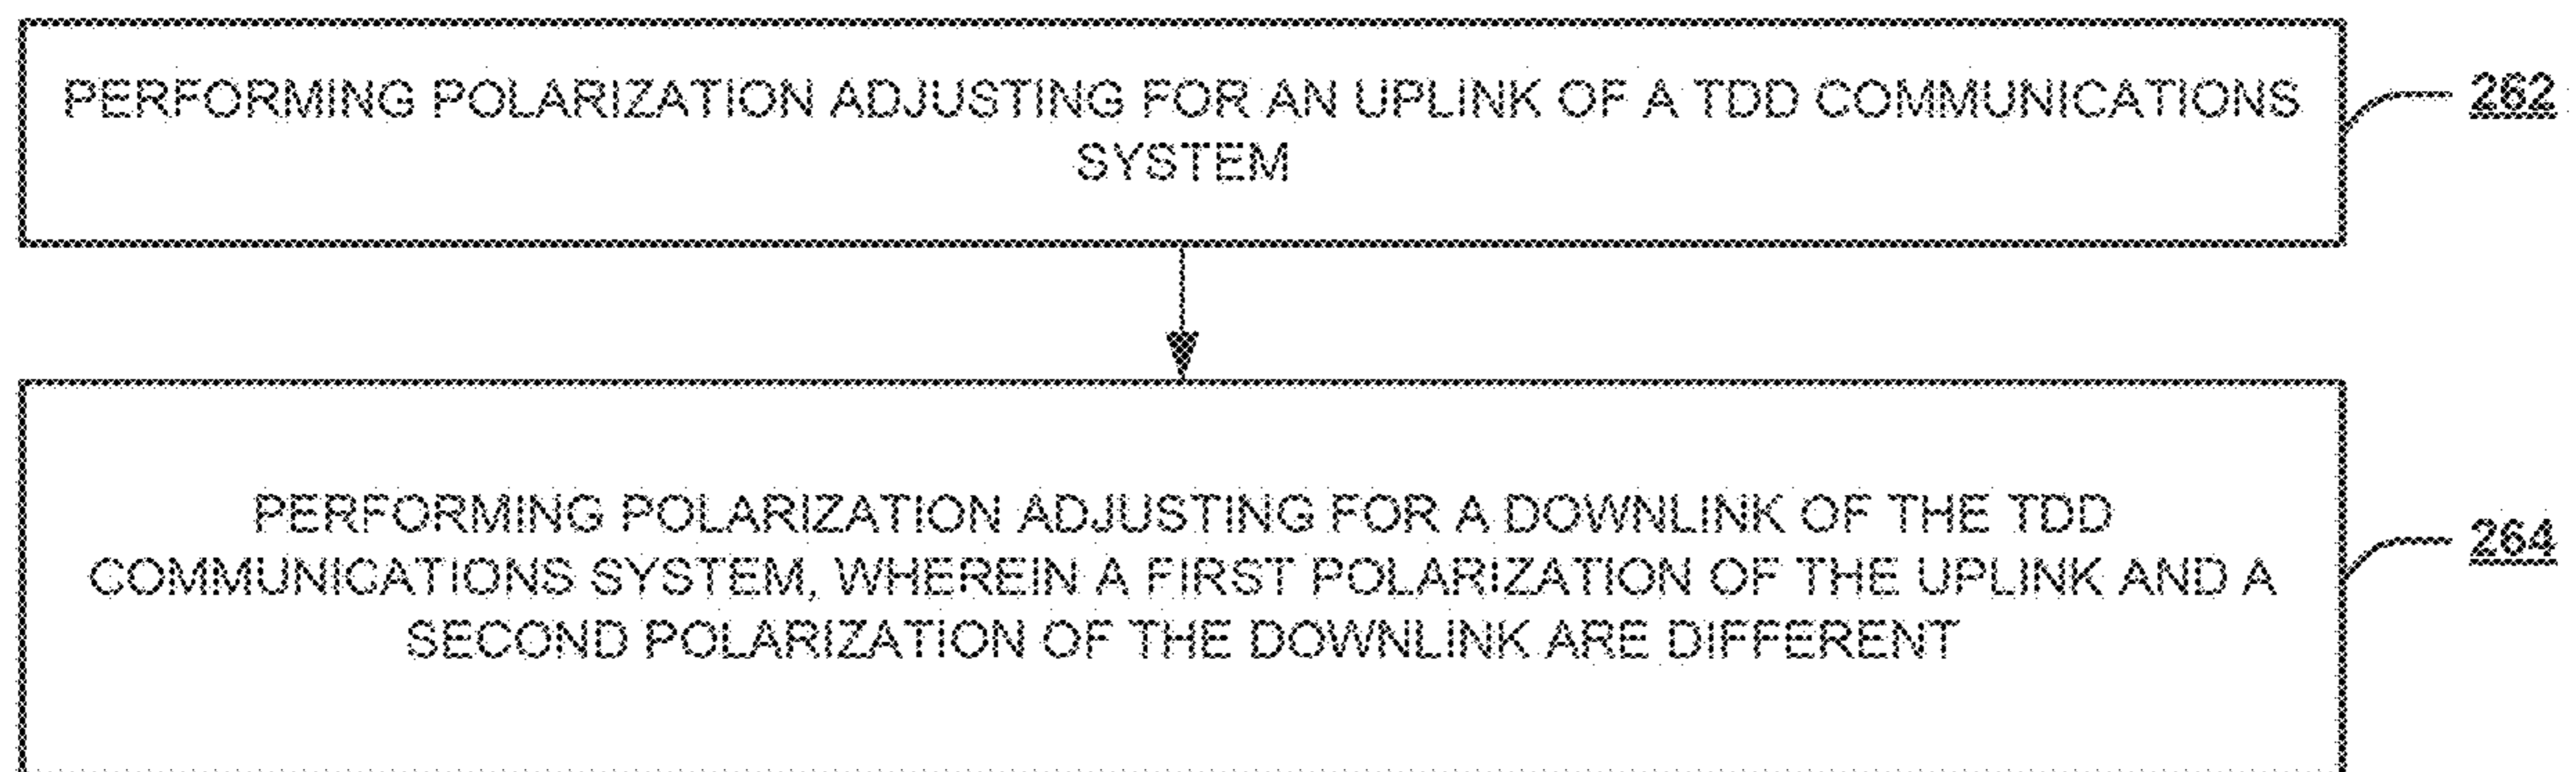 PERFORMING POLARIZATION ADJUSTING FOR AN UPLINK OF A TDD COMMUNICATIONS
SYSTEM
262
PERFORMING POLARIZATION ADJUSTING FOR A DOWNLINK OF THE TDD
COMMUNICATIONS SYSTEM, WHEREIN A FIRST POLARIZATION OF THE UPLINK AND A
SECOND POLARIZATION OF THE DOWNLINK ARE DIFFERENT
264